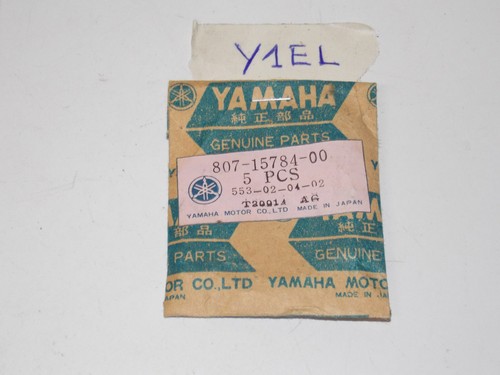 Y1EL
YAMAHA
純正部品
GENUINE PARTS
807-15784-00
5 PCS
553-02-04-02
T2091A AG
YAMAHA MOTOR CO,LTD MADE IN JAPAN
部品 純正
PARTS GENUINE
OR CO.,LTD YAMAHA MOTO
JAPAN MADE IN J